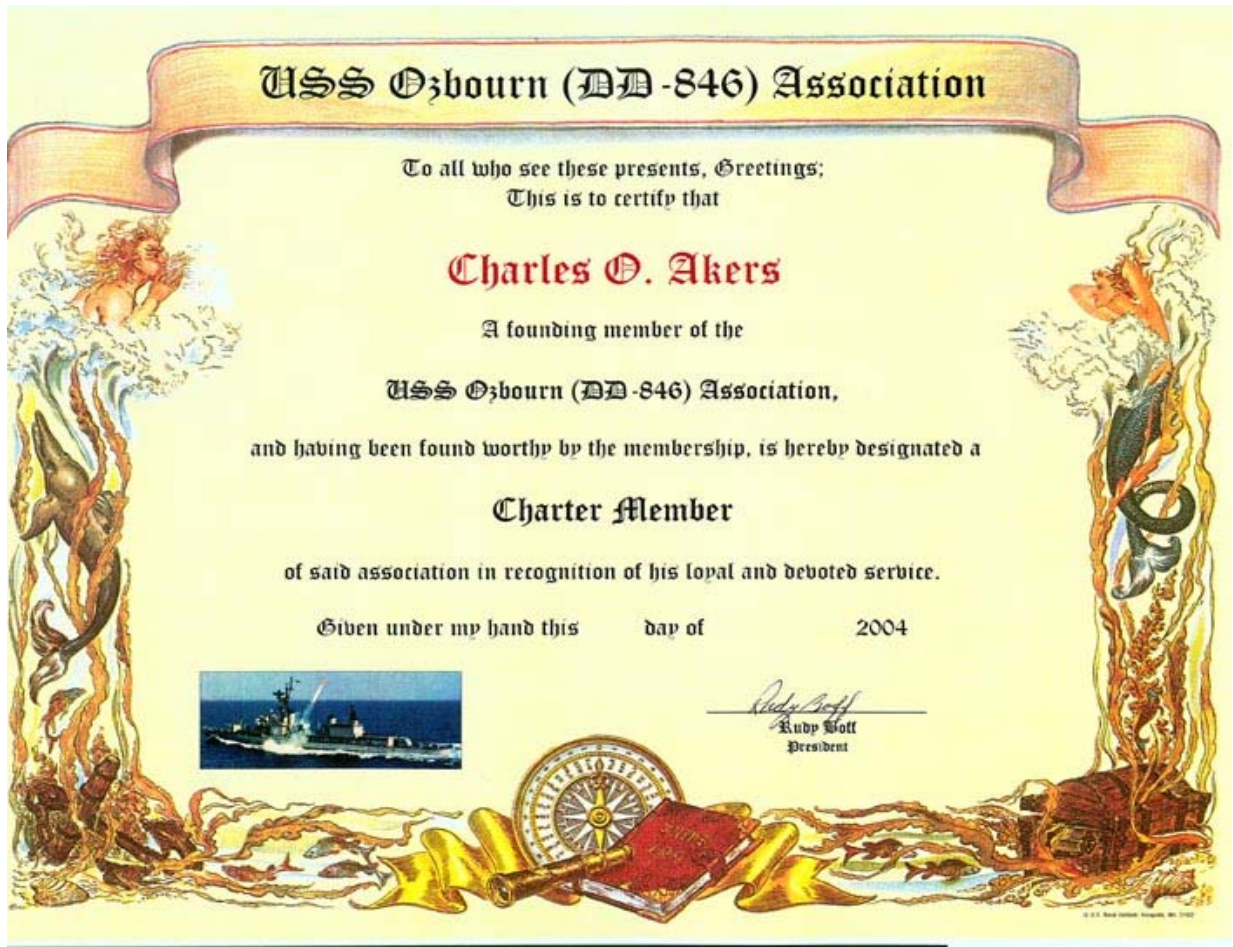 USS Ozbourn (DD-846) Association
To all who see these presents, Greetings;
This is to certify that
Charles O. Akers
A founding member of the
USS Ozbourn (DD-846) Association,
and having been found worthy by the membership, is hereby designated a
Charter Member
of said association in recognition of his loyal and devoted service.
Given under my hand this day of 2004
Rudy Boff
Rudy Boff
President